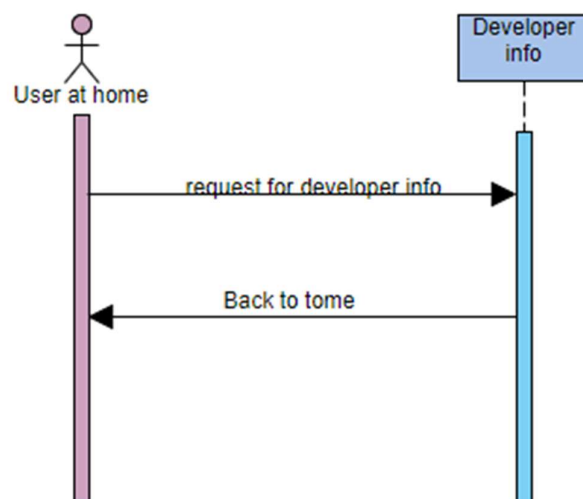 User at home
Developer
info
request for developer info
Back to tome